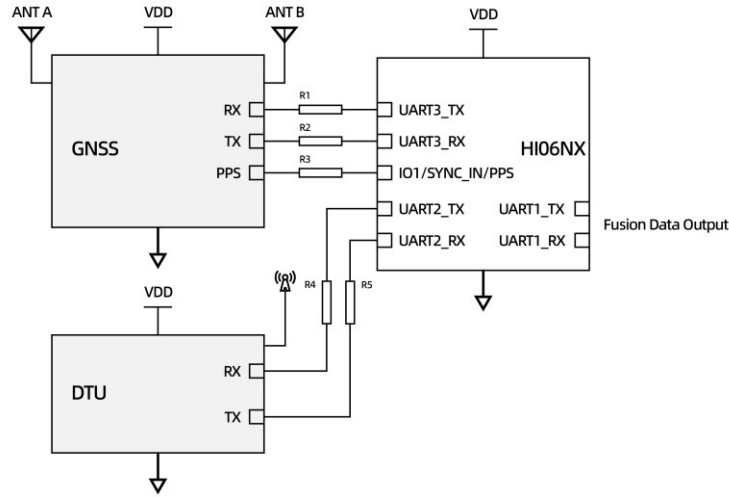 ANT A
VDD
ANT B
VDD
GNSS
RX
TX
PPS
R1
R2
R3
UART3_TX
UART3_RX
IO1/SYNC_IN/PPS
UART2_TX
UART2_RX
HI06NX
UART1_TX
UART1_RX
Fusion Data Output
R4
R5
VDD
DTU
RX
TX